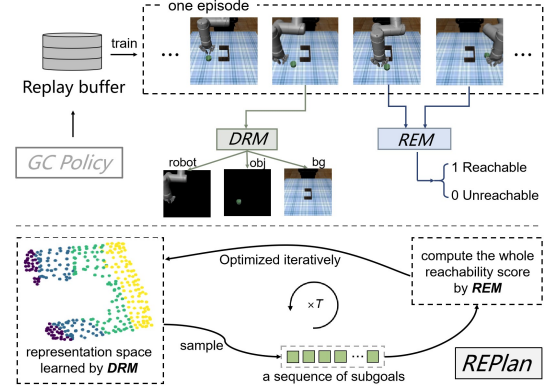 one episode
train
...
...
Replay buffer
DRM
REM
GC Policy
robot
obj
bg
1 Reachable
0 Unreachable
Optimized iteratively
compute the whole
reachability score
by REM
×T
sample
...
representation space
learned by DRM
a sequence of subgoals
REPlan